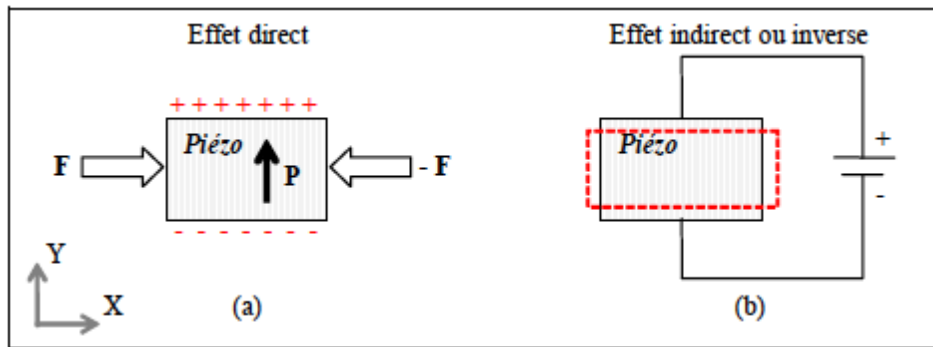 Effet direct
Effet indirect ou inverse
+ + + + + + +
Piézo
F
P
- F
- - - - - - -
Y
X
(a)
Piézo
+
-
(b)